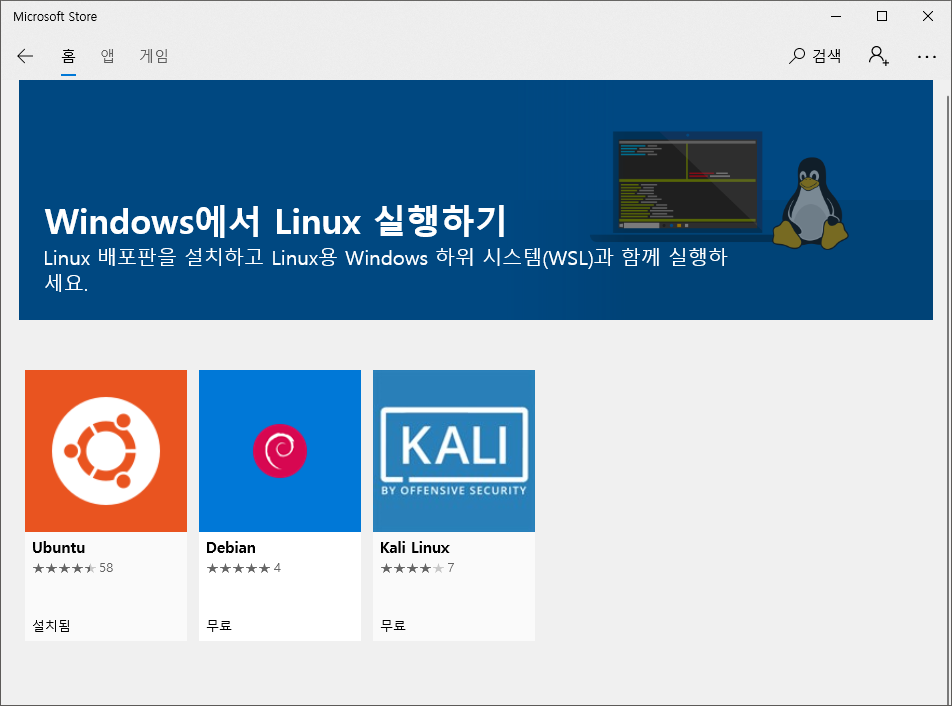 Microsoft Store
홈 앱 게임 검색
Windows에서 Linux 실행하기
Linux 배포판을 설치하고 Linux용 Windows 하위 시스템(WSL)과 함께 실행하
세요.
KALI
BY OFFENSIVE SECURITY
Ubuntu
58
설치됨
Debian
4
무료
Kali Linux
7
무료